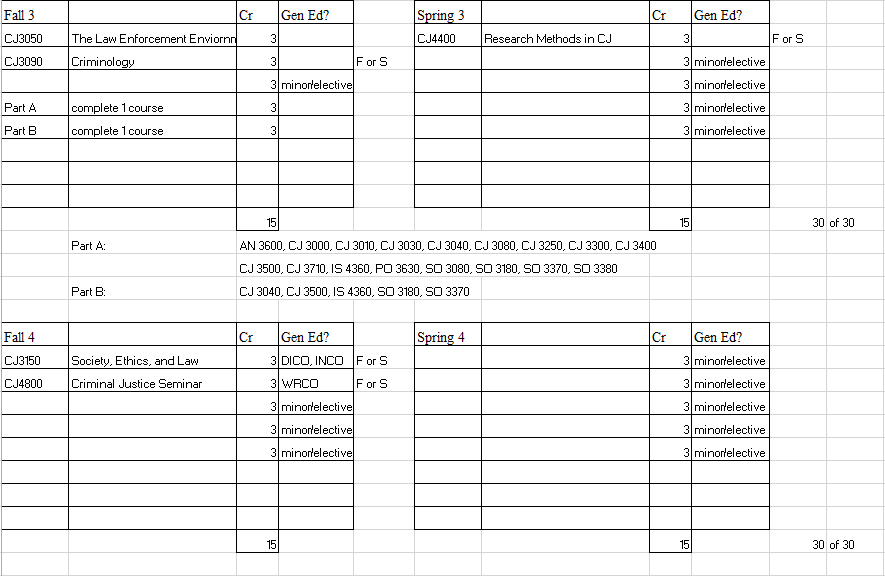 Fall 3 Cr Gen Ed? Spring 3 Cr Gen Ed?
CJ3050 The Law Enforcement Enviornn 3 CJ4400 Research Methods in CJ 3 F or S
CJ3090 Criminology 3 F or S 3 minor/elective
3 minor/elective 3 minor/elective
Part A complete 1 course 3 3 minor/elective
Part B complete 1 course 3 3 minor/elective
15 15 30 of 30
Part A: AN 3600, CJ 3000, CJ 3010, CJ 3030, CJ 3040, CJ 3080, CJ 3250, CJ 3300, CJ 3400
CJ 3500, CJ 3710, IS 4360, PO 3630, SO 3080, SO 3180, SO 3370, SO 3380
Part B: CJ 3040, CJ 3500, IS 4360, SO 3180, SO 3370
Fall 4 Cr Gen Ed? Spring 4 Cr Gen Ed?
CJ3150 Society, Ethics, and Law 3 DICO, INCO F or S 3 minor/elective
CJ4800 Criminal Justice Seminar 3 WRCO F or S 3 minor/elective
3 minor/elective 3 minor/elective
3 minor/elective 3 minor/elective
3 minor/elective 3 minor/elective
15 15 30 of 30